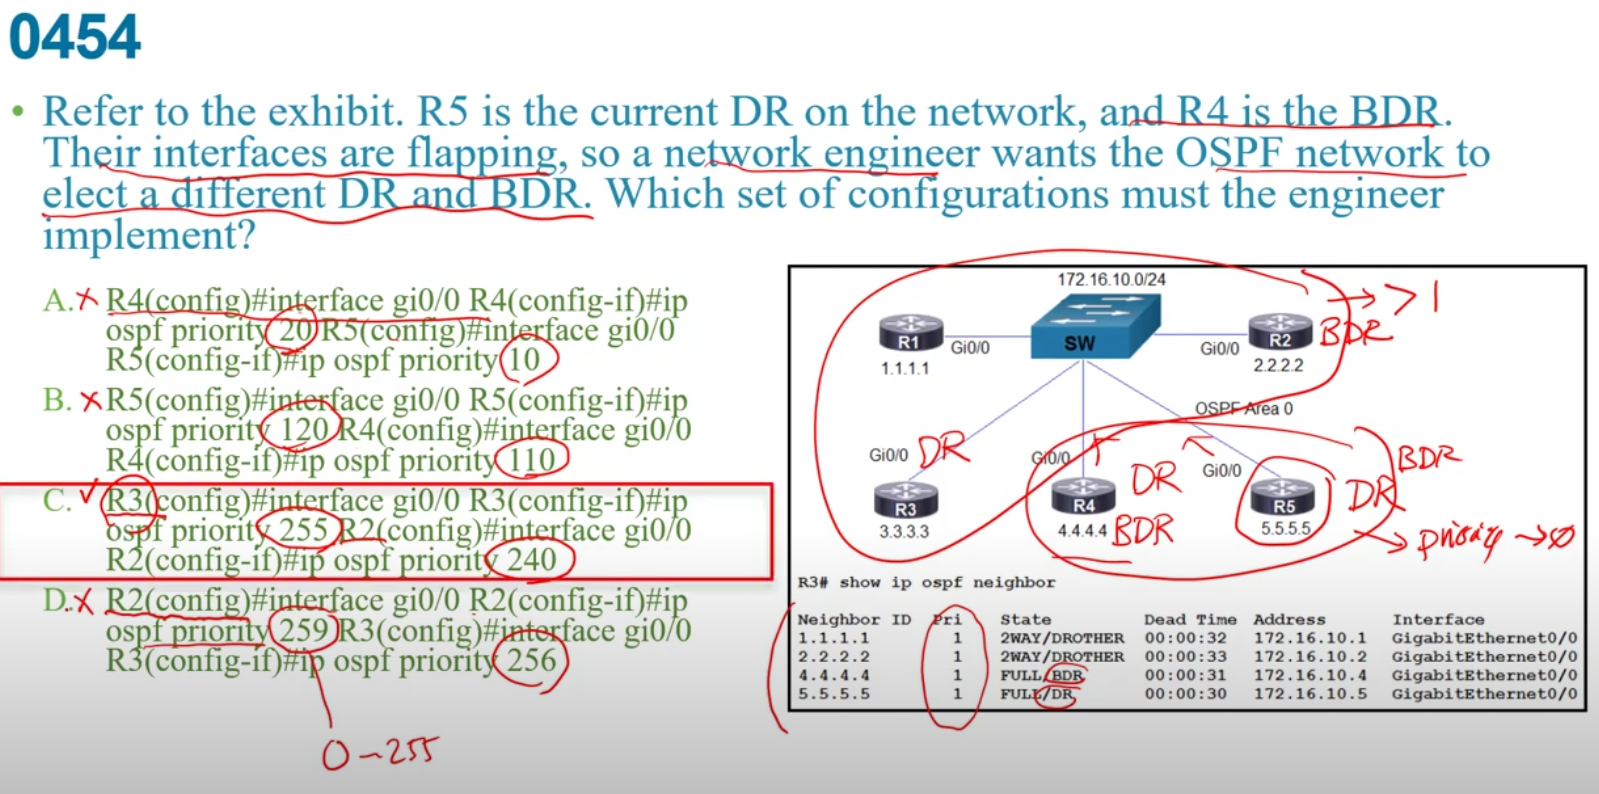 0454
• Refer to the exhibit. R5 is the current DR on the network, and R4 is the BDR.
Their interfaces are flapping, so a network engineer wants the OSPF network to
elect a different DR and BDR. Which set of configurations must the engineer
implement?
A. R4(config)#interface gi0/0 R4(config-if)#ip
ospf priority 20 R5(config)#interface gi0/0
R5(config-if)#ip ospf priority 10
B. R5(config)#interface gi0/0 R5(config-if)#ip
ospf priority 120 R4(config)#interface gi0/0
R4(config-if)#ip ospf priority 110
C. R3(config)#interface gi0/0 R3(config-if)#ip
ospf priority 255 R2(config)#interface gi0/0
R2(config-if)#ip ospf priority 240
D. R2(config)#interface gi0/0 R2(config-if)#ip
ospf priority 259 R3(config)#interface gi0/0
R3(config-if)#ip ospf priority 256
0-255
172.16.10.0/24
→ >1
R1
Gi0/0
SW
Gi0/0
R2
BDR
1.1.1.1
2.2.2.2
OSPF Area 0
Gi0/0
DR
Gi0/0
DR
Gi0/0
BDR
R3
R4
R5
DR
3.3.3.3
4.4.4.4
BDR
5.5.5.5
→ priority → 0
R3# show ip ospf neighbor
Neighbor ID Pri State Dead Time Address Interface
1.1.1.1 1 2WAY/DROTHER 00:00:32 172.16.10.1 GigabitEthernet0/0
2.2.2.2 1 2WAY/DROTHER 00:00:33 172.16.10.2 GigabitEthernet0/0
4.4.4.4 1 FULL/BDR 00:00:31 172.16.10.4 GigabitEthernet0/0
5.5.5.5 1 FULL/DR 00:00:30 172.16.10.5 GigabitEthernet0/0